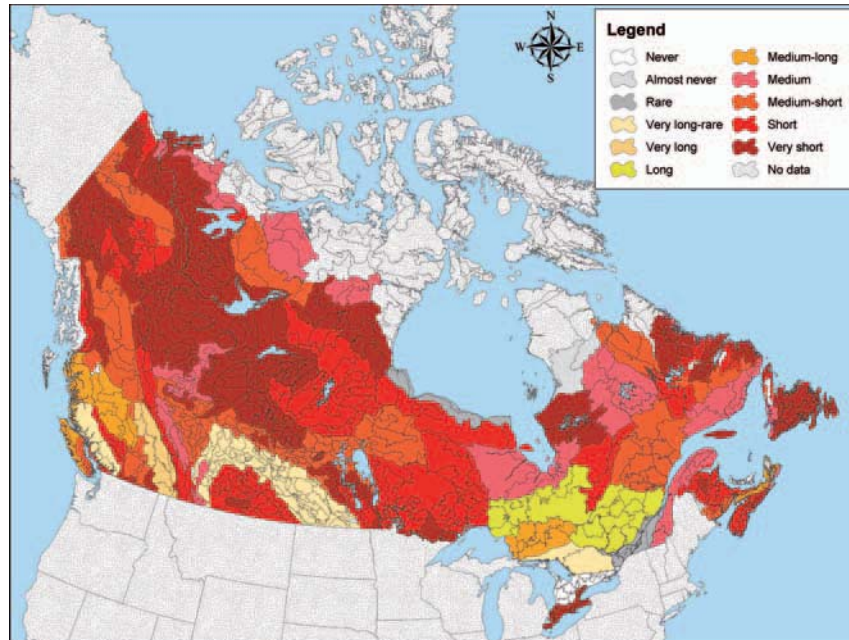 N
W
E
S
Legend
Never
Almost never
Rare
Very long-rare
Very long
Long
Medium-long
Medium
Medium-short
Short
Very short
No data